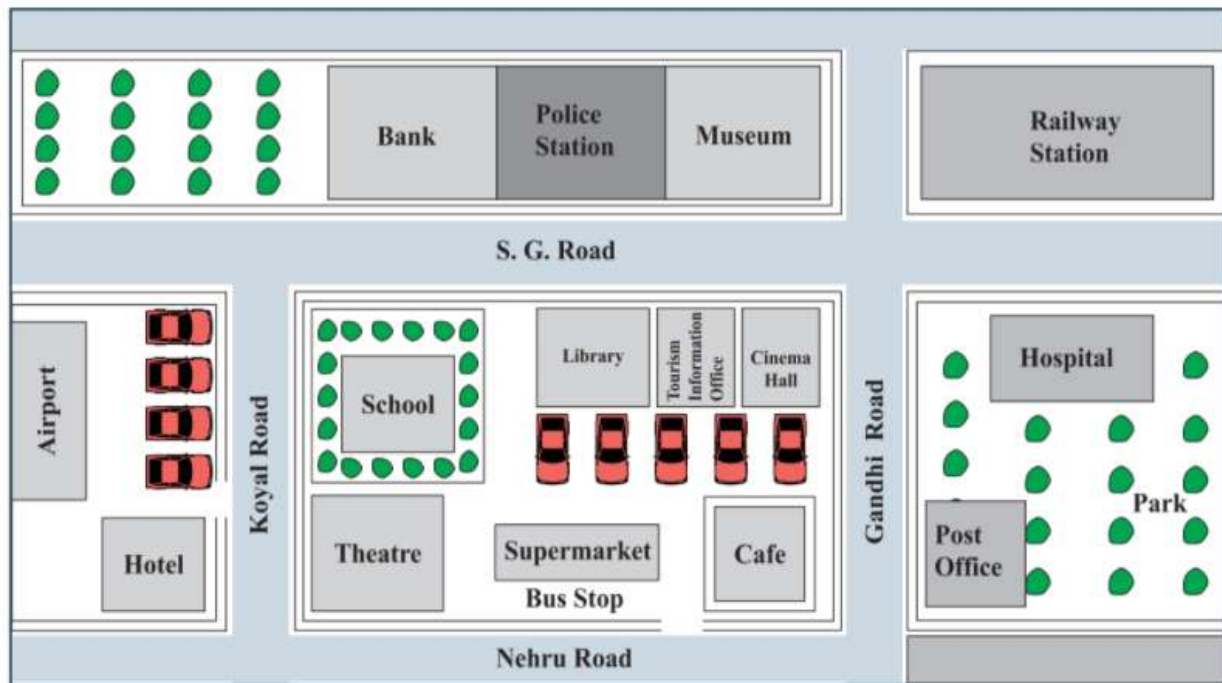 Bank
Police
Station
Museum
Railway
Station
S. G. Road
Airport
Koyal Road
School
Library
Tourism
Information
Office
Cinema
Hall
Gandhi Road
Hospital
Park
Hotel
Theatre
Supermarket
Bus Stop
Cafe
Post
Office
Nehru Road